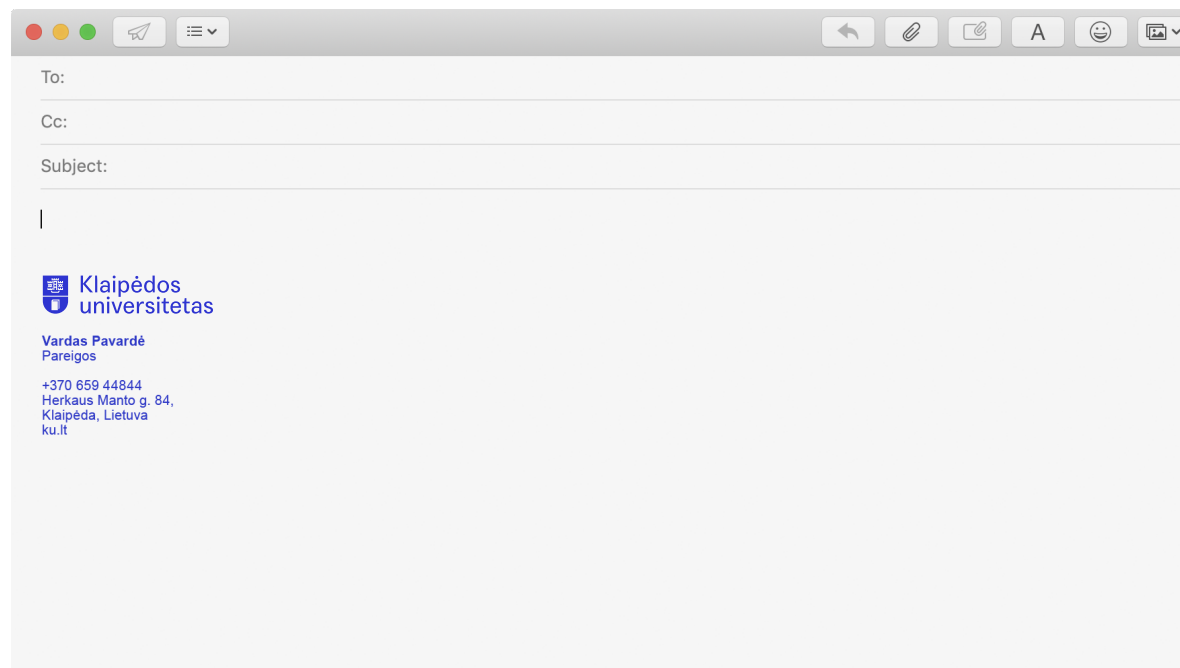 To:
Cc:
Subject:
Klaipėdos
universitetas
Vardas Pavardė
Pareigos
+370 659 44844
Herkaus Manto g. 84,
Klaipėda, Lietuva
ku.lt